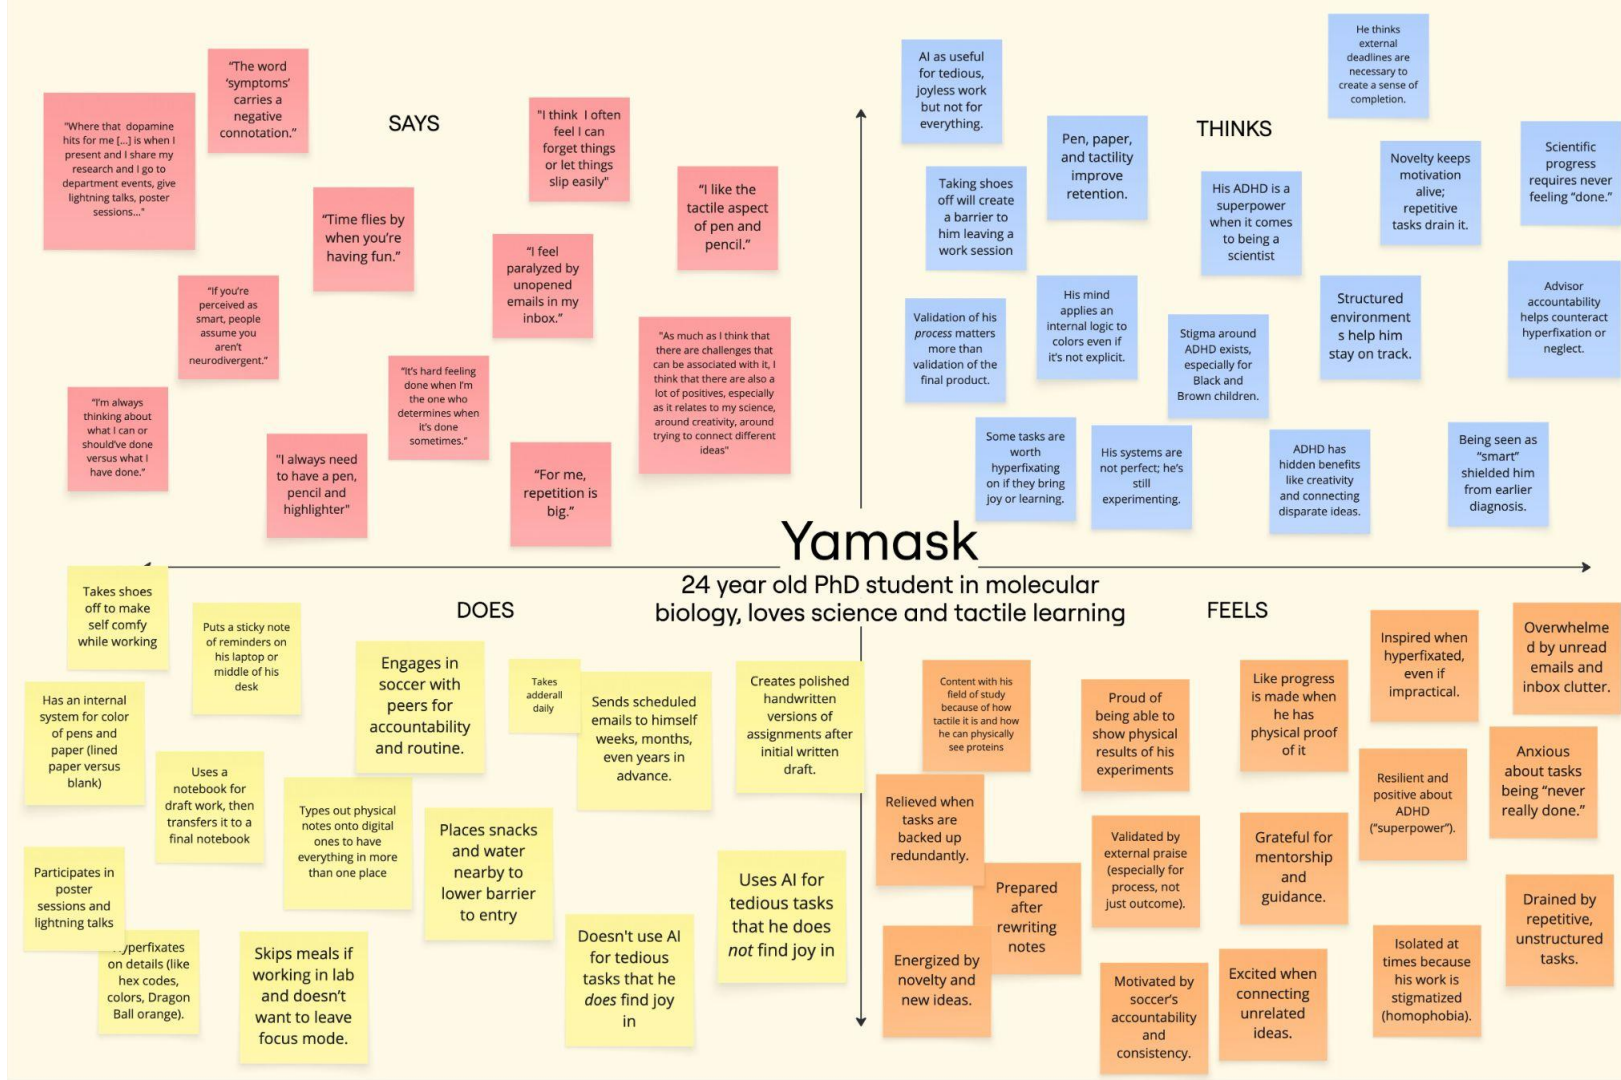 SAYS
"The word
‘symptoms’
carries a
negative
connotation.”
"Where that dopamine
hits for me [...] is when I
present and I share my
research and I go to
department events, give
lightning talks, poster
sessions..."
"I think I often
feel I can
forget things
or let things
slip easily"
“I like the
tactile aspect
of pen and
pencil.”
“Time flies by
when you’re
having fun.”
“I feel
paralyzed by
unopened
emails in my
inbox.”
“If you’re
perceived as
smart, people
assume you
aren’t
neurodivergent.”
"As much as I think that
there are challenges that
can be associated with it, I
think that there are also a
lot of positives, especially
as it relates to my science,
around creativity, around
trying to connect different
ideas"
“It’s hard feeling
done when I’m
the one who
determines when
it’s done
sometimes.”
“I’m always
thinking about
what I can or
should’ve done
versus what I
have done.”
"I always need
to have a pen,
pencil and
highlighter"
“For me,
repetition is
big.”
THINKS
AI as useful
for tedious,
joyless work
but not for
everything.
He thinks
external
deadlines are
necessary to
create a sense of
completion.
Pen, paper,
and tactility
improve
retention.
Novelty keeps
motivation
alive;
repetitive
tasks drain it.
Scientific
progress
requires never
feeling “done.”
Taking shoes
off will create
a barrier to
him leaving a
work session
His ADHD is a
superpower
when it comes
to being a
scientist
Validation of his
process matters
more than
validation of the
final product.
His mind
applies an
internal logic to
colors even if
it’s not explicit.
Stigma around
ADHD exists,
especially for
Black and
Brown children.
Structured
environment
s help him
stay on track.
Advisor
accountability
helps counteract
hyperfixation or
neglect.
Some tasks are
worth
hyperfixating
on if they bring
joy or learning.
His systems are
not perfect; he’s
still
experimenting.
ADHD has
hidden benefits
like creativity
and connecting
disparate ideas.
Being seen as
“smart”
shielded him
from earlier
diagnosis.
Yamask
24 year old PhD student in molecular
biology, loves science and tactile learning
DOES
Takes shoes
off to make
self comfy
while working
Puts a sticky note
of reminders on
his laptop or
middle of his
desk
Engages in
soccer with
peers for
accountability
and routine.
Takes
adderall
daily
Sends scheduled
emails to himself
weeks, months,
even years in
advance.
Creates polished
handwritten
versions of
assignments after
initial written
draft.
Has an internal
system for color
of pens and
paper (lined
paper versus
blank)
Uses a
notebook for
draft work, then
transfers it to a
final notebook
Types out physical
notes onto digital
ones to have
everything in more
than one place
Places snacks
and water
nearby to
lower barrier
to entry
Participates in
poster
sessions and
lightning talks
yperfixates
on details (like
hex codes,
colors, Dragon
Ball orange).
Skips meals if
working in lab
and doesn’t
want to leave
focus mode.
Doesn't use AI
for tedious
tasks that he
does find joy
in
Uses AI for
tedious tasks
that he does
not find joy in
FEELS
Content with his
field of study
because of how
tactile it is and how
he can physically
see proteins
Proud of
being able to
show physical
results of his
experiments
Like progress
is made when
he has
physical proof
of it
Inspired when
hyperfixated,
even if
impractical.
Overwhelme
d by unread
emails and
inbox clutter.
Relieved when
tasks are
backed up
redundantly.
Validated by
external praise
(especially for
process, not
just outcome).
Grateful for
mentorship
and
guidance.
Resilient and
positive about
ADHD
(“superpower”).
Anxious
about tasks
being “never
really done.”
Prepared
after
rewriting
notes
Energized by
novelty and
new ideas.
Motivated by
soccer’s
accountability
and
consistency.
Excited when
connecting
unrelated
ideas.
Isolated at
times because
his work is
stigmatized
(homophobia).
Drained by
repetitive,
unstructured
tasks.